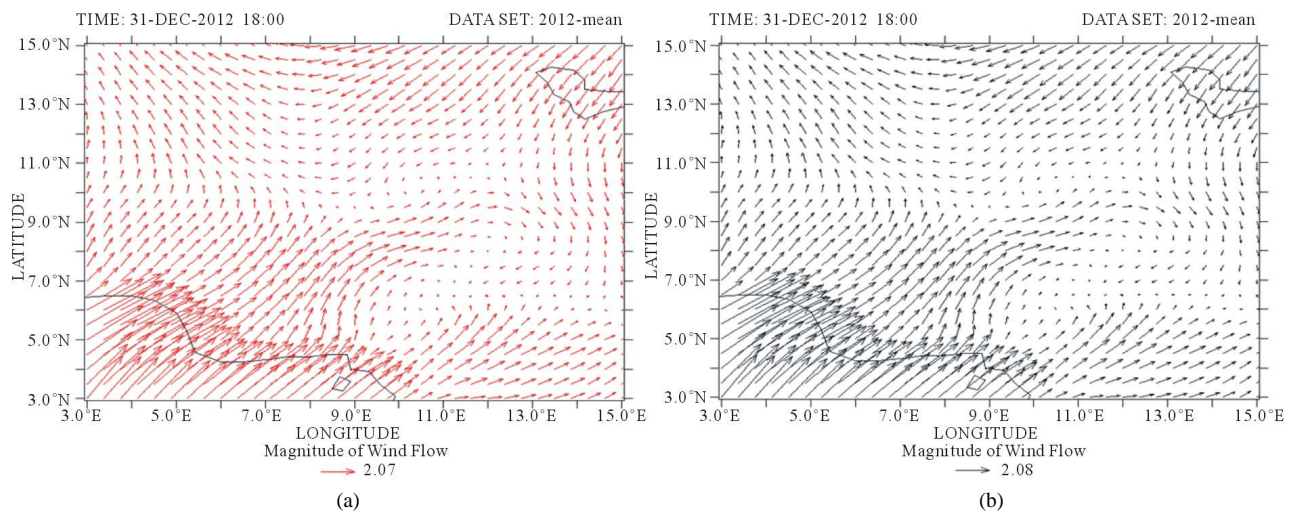 TIME: 31-DEC-2012 18:00 DATA SET: 2012-mean
15.0°N
13.0°N
11.0°N
9.0°N
7.0°N
5.0°N
3.0°N
LATITUDE
3.0°E 5.0°E 7.0°E 9.0°E 11.0°E 13.0°E 15.0°E
LONGITUDE
Magnitude of Wind Flow
2.07
(a)
TIME: 31-DEC-2012 18:00 DATA SET: 2012-mean
15.0°N
13.0°N
11.0°N
9.0°N
7.0°N
5.0°N
3.0°N
LATITUDE
3.0°E 5.0°E 7.0°E 9.0°E 11.0°E 13.0°E 15.0°E
LONGITUDE
Magnitude of Wind Flow
2.08
(b)